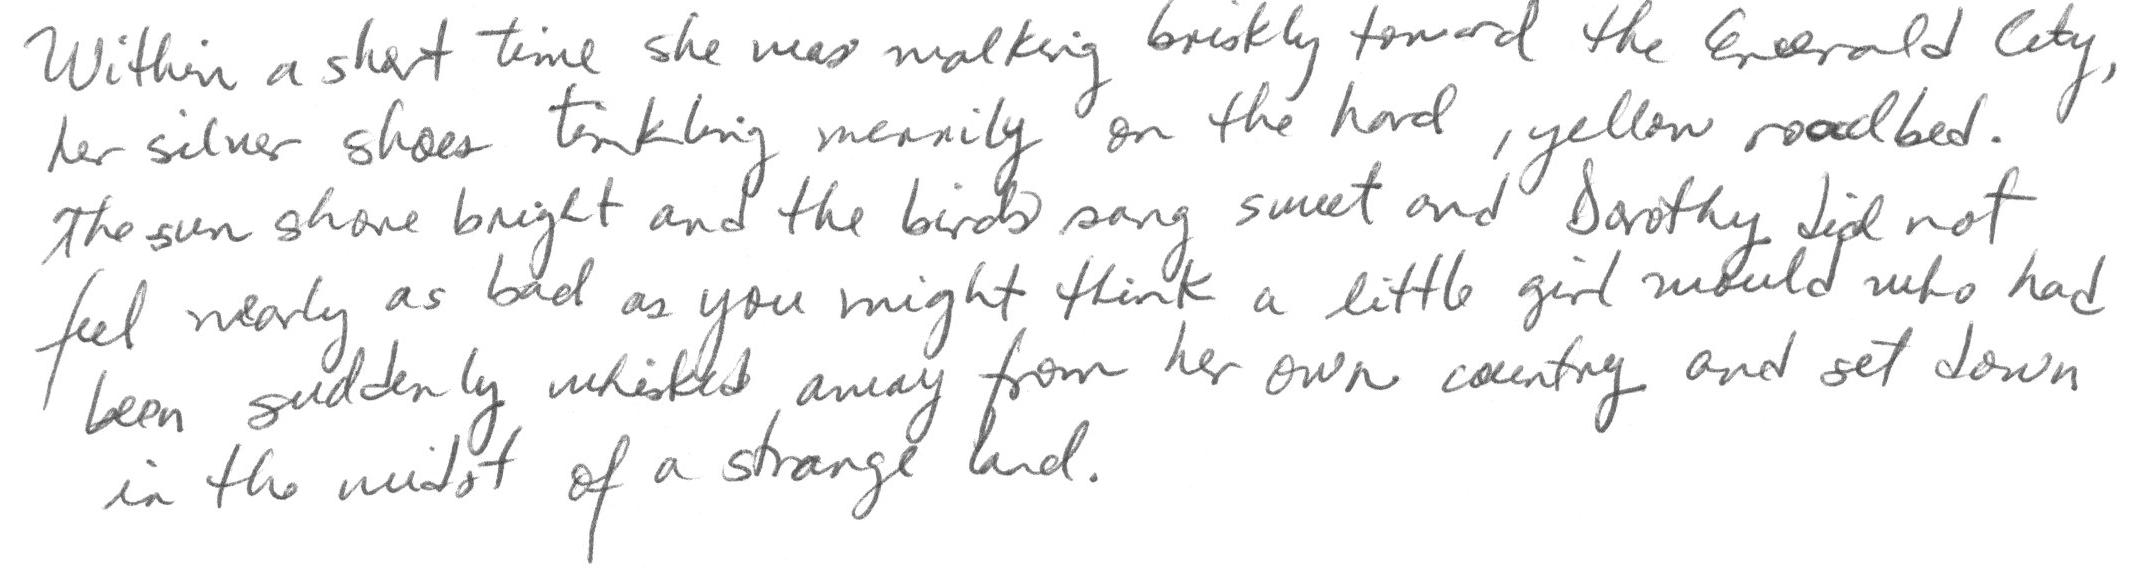 Within a short time she was walking briskly toward the Emerald City,
her silver shoes tinkling merrily on the hard, yellow roadbed.
The sun shone bright and the birds sang sweet and Dorothy did not
feel nearly as bad as you might think a little girl would who had
been suddenly whisked away from her own country and set down
in the midst of a strange land.